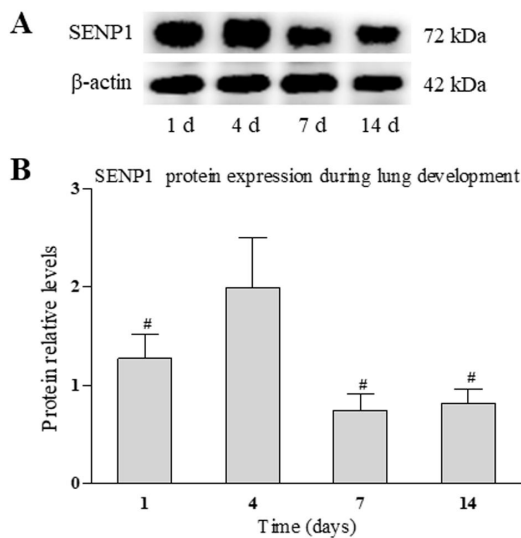 A
SENP1 72 kDa
β-actin 42 kDa
1 d 4 d 7 d 14 d
B
SENP1 protein expression during lung development
Protein relative levels
3
2
1
0
#
#
#
1 4 7 14
Time (days)